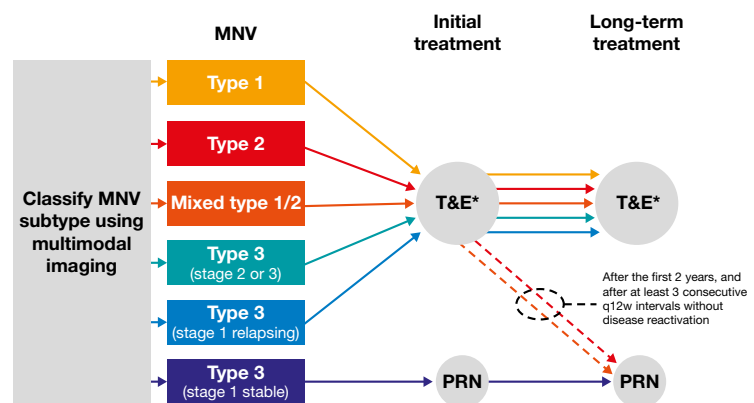 MNV
Initial
treatment
Long-term
treatment
Classify MNV
subtype using
multimodal
imaging
Type 1
Type 2
Mixed type 1/2
Type 3
(stage 2 or 3)
Type 3
(stage 1 relapsing)
Type 3
(stage 1 stable)
T&E*
T&E*
After the first 2 years, and
after at least 3 consecutive
q12w intervals without
disease reactivation
PRN
PRN